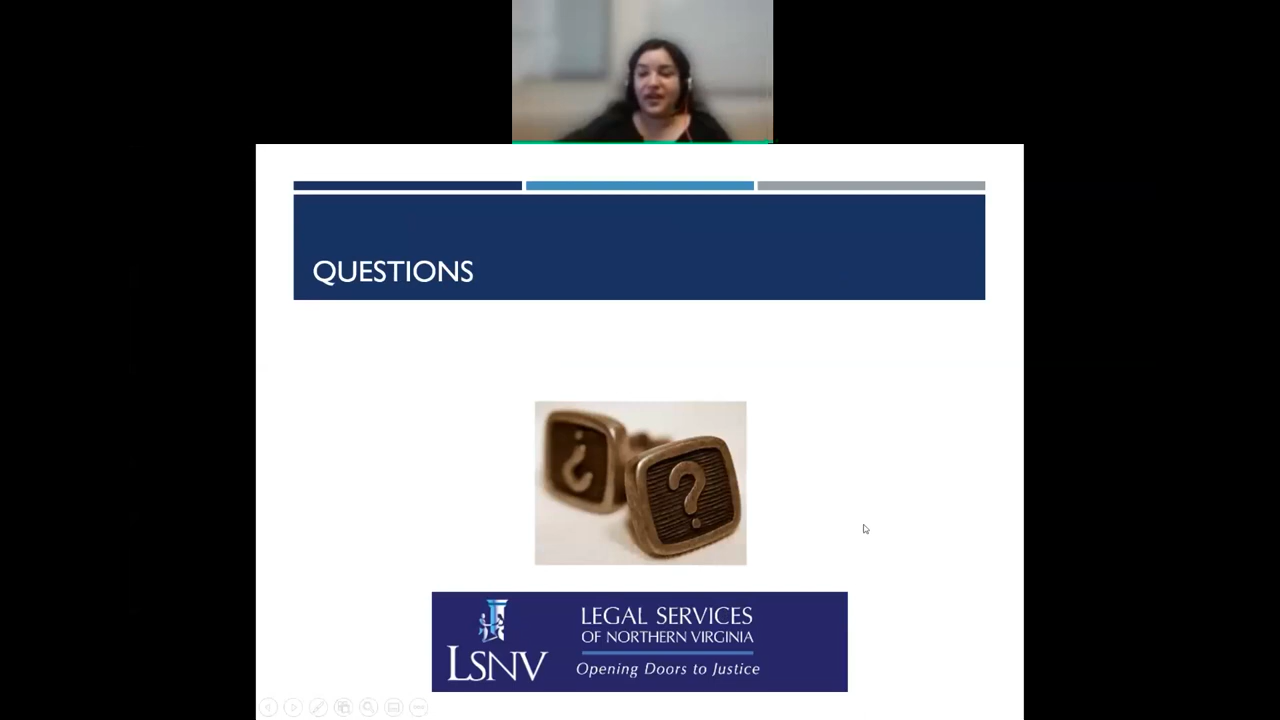 QUESTIONS
¿
?
LSNV
LEGAL SERVICES
OF NORTHERN VIRGINIA
Opening Doors to Justice